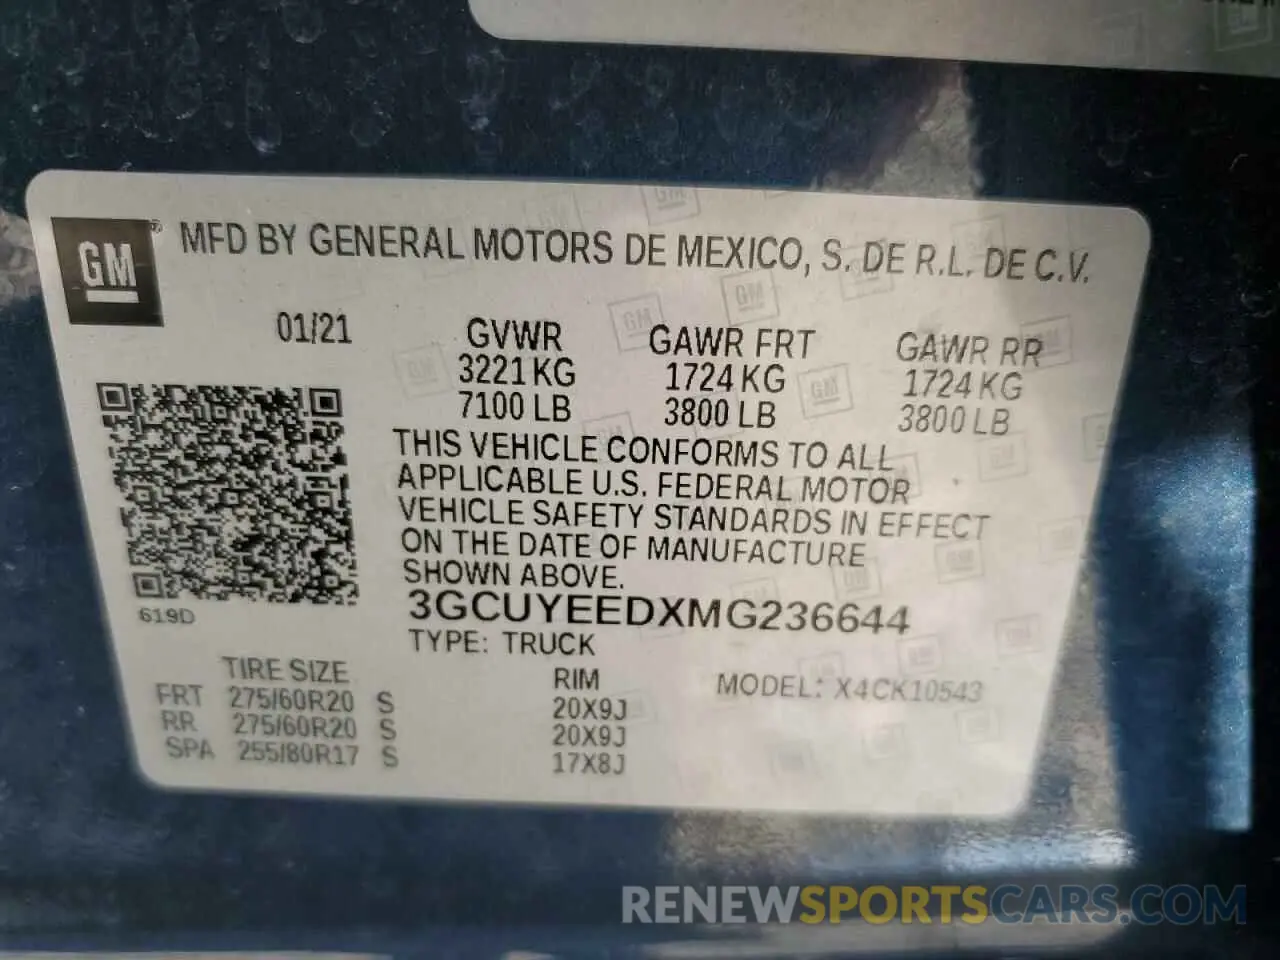 GM ® MFD BY GENERAL MOTORS DE MEXICO, S. DE R.L. DE C.V.
01/21 GVWR GAWR FRT GAWR RR
3221 KG 1724 KG 1724 KG
7100 LB 3800 LB 3800 LB
THIS VEHICLE CONFORMS TO ALL
APPLICABLE U.S. FEDERAL MOTOR
VEHICLE SAFETY STANDARDS IN EFFECT
ON THE DATE OF MANUFACTURE
SHOWN ABOVE.
619D 3GCUYEEDXMG236644
TYPE: TRUCK
TIRE SIZE RIM MODEL: X4CK10543
FRT 275/60R20 S 20X9J
RR 275/60R20 S 20X9J
SPA 255/80R17 S 17X8J
RENEWSPORTSCARS.COM